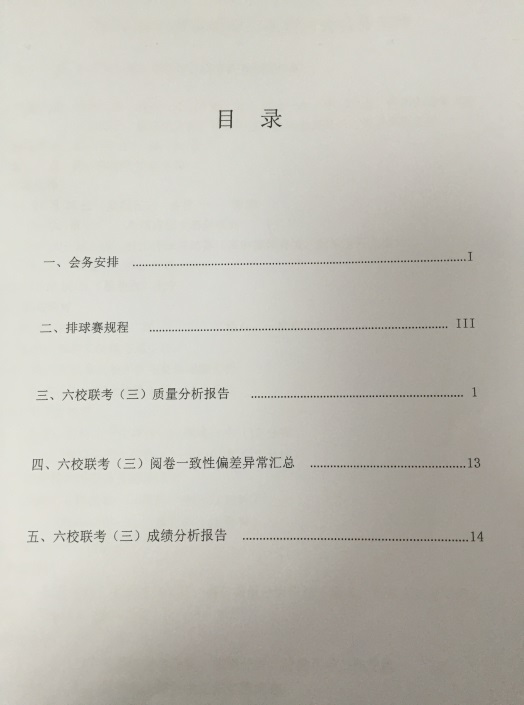 目 录
一、会务安排 ................................................................I
二、排球赛规程 ................................................................ III
三、六校联考（三）质量分析报告 ................................................ 1
四、六校联考（三）阅卷一致性偏差异常汇总 ....................................13
五、六校联考（三）成绩分析报告 ................................................14